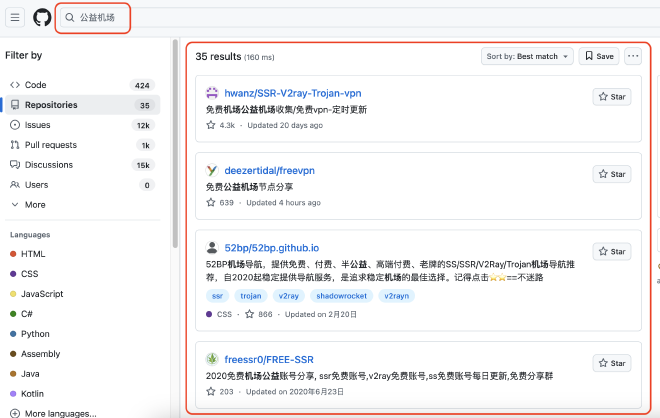 公益机场
Filter by
Code 424
Repositories 35
Issues 12k
Pull requests 1k
Discussions 15k
Users 0
More
Languages
HTML
CSS
JavaScript
C#
Python
Assembly
Java
Kotlin
More languages...
35 results (160 ms)
Sort by: Best match
Save
hwanz/SSR-V2ray-Trojan-vpn
Star
免费机场公益机场收集/免费vpn-定时更新
4.3k · Updated 20 days ago
deezertidal/freevpn
Star
免费公益机场节点分享
639 · Updated 4 hours ago
52bp/52bp.github.io
Star
52BP机场导航，提供免费、付费、半公益、高端付费、老牌的SS/SSR/V2Ray/Trojan机场导航推
荐，自2020起稳定提供导航服务，是追求稳定机场的最佳选择。记得点击⭐⭐==不迷路
ssr trojan v2ray shadowrocket v2rayn
CSS · 866 · Updated on 2月20日
freessr0/FREE-SSR
Star
2020免费机场公益账号分享, ssr免费账号,v2ray免费账号,ss免费账号每日更新,免费分享群
203 · Updated on 2020年6月23日